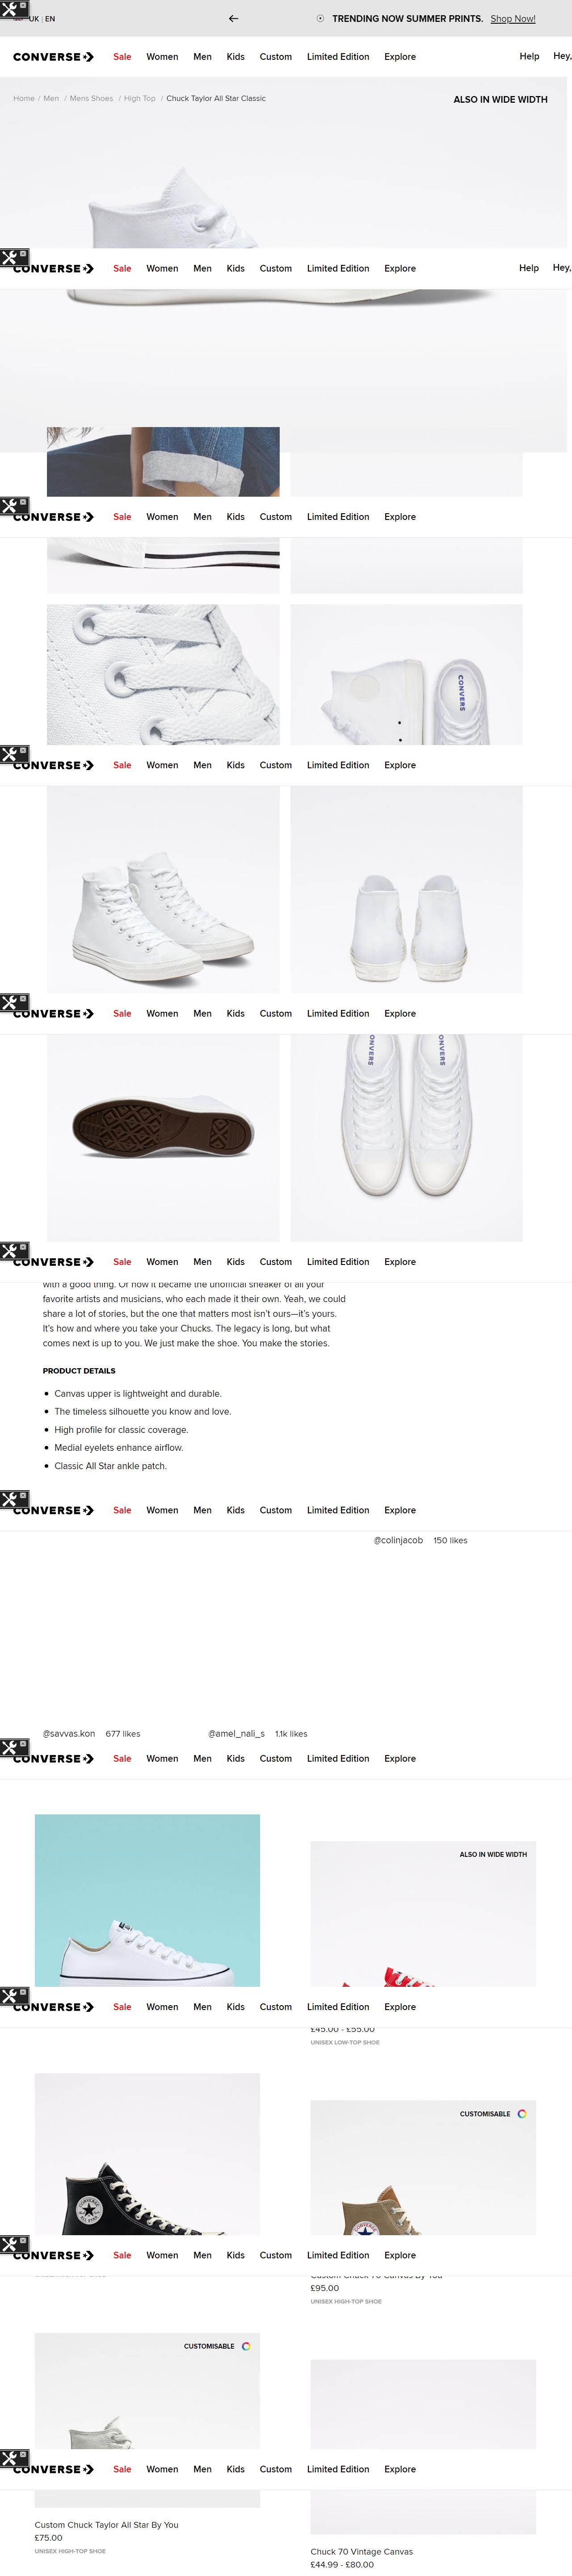 UK | EN
TRENDING NOW SUMMER PRINTS. Shop Now!
CONVERSE Sale Women Men Kids Custom Limited Edition Explore Help Hey,
Home / Men / Mens Shoes / High Top / Chuck Taylor All Star Classic
ALSO IN WIDE WIDTH
CONVERSE Sale Women Men Kids Custom Limited Edition Explore Help Hey,
CONVERSE Sale Women Men Kids Custom Limited Edition Explore
CONVERS
CONVERSE Sale Women Men Kids Custom Limited Edition Explore
CONVERSE Sale Women Men Kids Custom Limited Edition Explore
ONVERS ONVERS
CONVERSE Sale Women Men Kids Custom Limited Edition Explore
with a good thing. Or how it became the unofficial sneaker of all your
favorite artists and musicians, who each made it their own. Yeah, we could
share a lot of stories, but the one that matters most isn't ours—it's yours.
It's how and where you take your Chucks. The legacy is long, but what
comes next is up to you. We just make the shoe. You make the stories.
PRODUCT DETAILS
Canvas upper is lightweight and durable.
The timeless silhouette you know and love.
High profile for classic coverage.
Medial eyelets enhance airflow.
Classic All Star ankle patch.
CONVERSE Sale Women Men Kids Custom Limited Edition Explore
@colinjacob 150 likes
@savvas.kon 677 likes @amel_nali_s 1.1k likes
CONVERSE Sale Women Men Kids Custom Limited Edition Explore
ALSO IN WIDE WIDTH
CONVERSE Sale Women Men Kids Custom Limited Edition Explore
£45.00 - £55.00
UNISEX LOW-TOP SHOE
CUSTOMISABLE
CONVERSE Sale Women Men Kids Custom Limited Edition Explore
Custom Chuck 70 Canvas By You
£95.00
UNISEX HIGH-TOP SHOE
CUSTOMISABLE
CONVERSE Sale Women Men Kids Custom Limited Edition Explore
Custom Chuck Taylor All Star By You
£75.00
UNISEX HIGH-TOP SHOE
Chuck 70 Vintage Canvas
£44.99 - £80.00